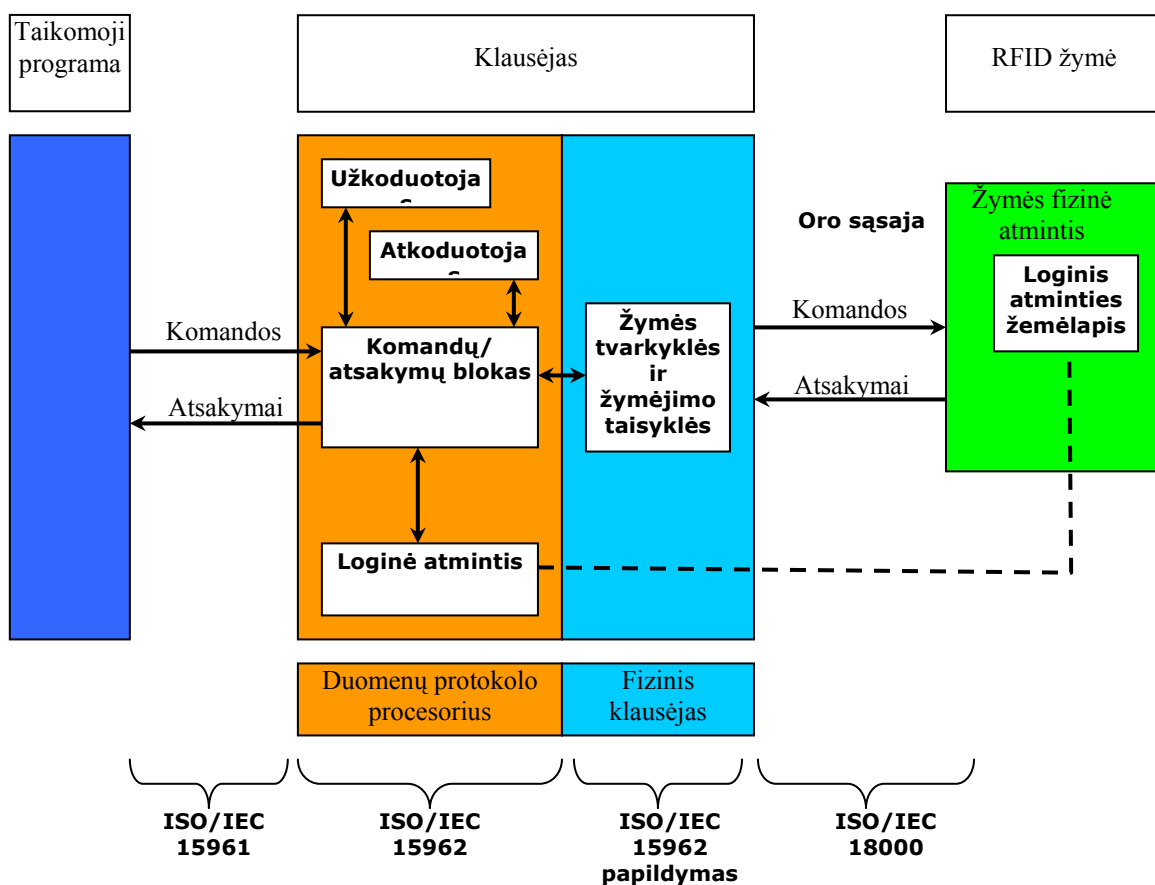 Taikomoji
programa
Klausėjas
RFID žymė
Užkoduotoja
Atkoduotoja
Komandų/
atsakymų blokas
Loginė atmintis
Žymės
tvarkyklės
ir
žymėjimo
taisyklės
Oro sąsaja
Žymės fizinė
atmintis
Loginis
atminties
žemėlapis
Komandos
Atsakymai
Komandos
Atsakymai
Duomenų protokolo
procesorius
Fizinis
klausėjas
ISO/IEC
15961
ISO/IEC
15962
ISO/IEC
15962
papildymas
ISO/IEC
18000